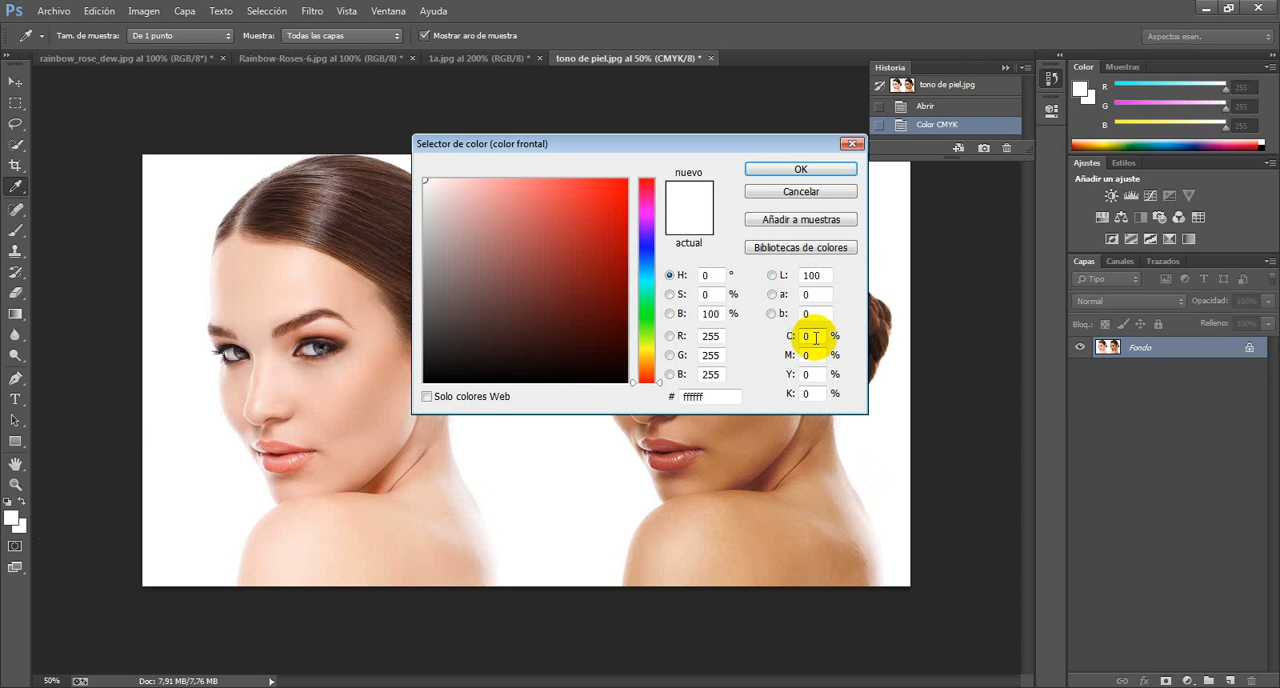 Ps Archivo Edición Imagen Capa Texto Selección Filtro Vista Ventana Ayuda
Tam. de muestra: De 1 punto Muestra: Todas las capas Mostrar aro de muestra Aspectos esen.
rainbow_rose_dew.jpg al 100% (RGB/8*) × Rainbow-Roses-6.jpg al 100% (RGB/8) * × 1a.jpg al 200% (RGB/8) * × tono de piel.jpg al 50% (CMYK/8) * ×
Historia
tono de piel.jpg
Abrir
Color CMYK
Color Muestras
R 255
G 255
B 255
Ajustes Estilos
Añadir un ajuste
Capas Canales Trazados
Tipo
Normal Opacidad: 100%
Bloq.: Relleno: 100%
Fondo
Selector de color (color frontal)
nuevo
actual
OK
Cancelar
Añadir a muestras
Bibliotecas de colores
H: 0 ° L: 100
S: 0 % a: 0
B: 100 % b: 0
R: 255 C: 0 %
G: 255 M: 0 %
B: 255 Y: 0 %
# ffffff K: 0 %
Solo colores Web
50% Doc: 7,91 MB/7,76 MB